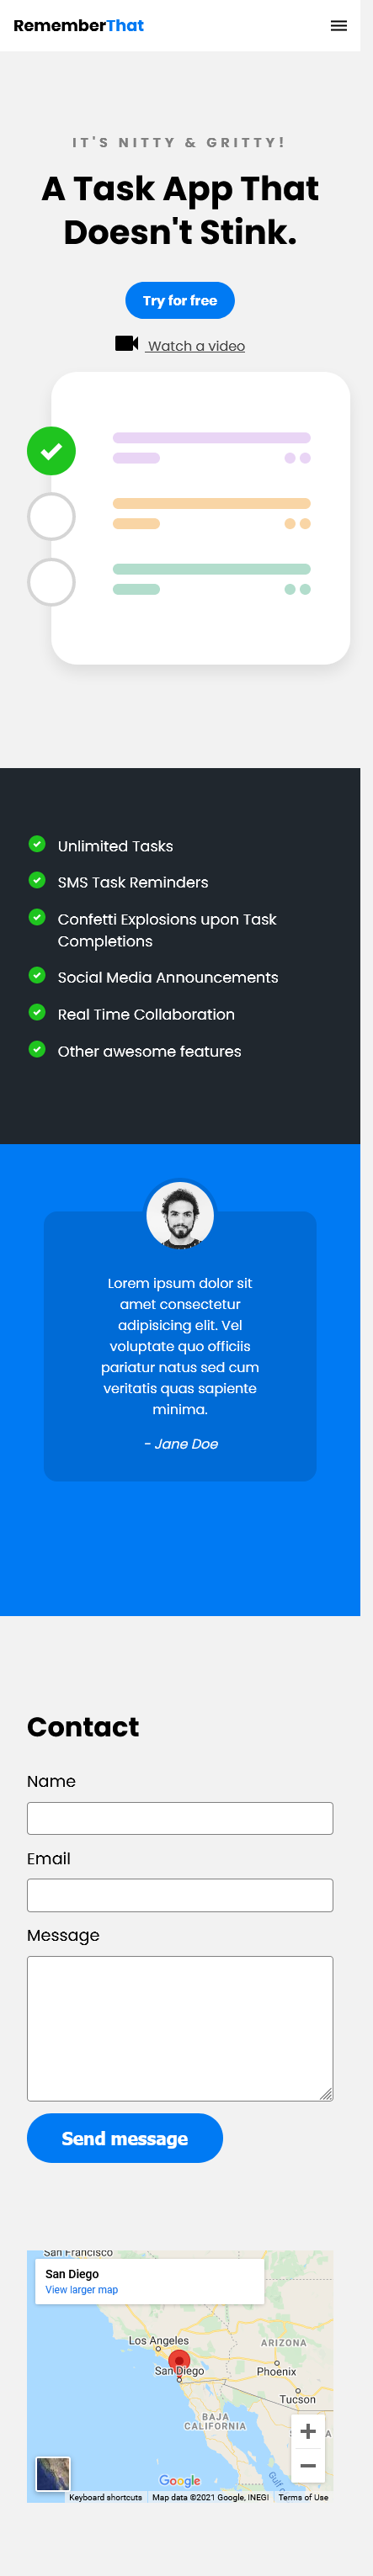 RememberThat
IT'S NITTY & GRITTY!
A Task App That
Doesn't Stink.
Try for free
Watch a video
Unlimited Tasks
SMS Task Reminders
Confetti Explosions upon Task
Completions
Social Media Announcements
Real Time Collaboration
Other awesome features
Lorem ipsum dolor sit
amet consectetur
adipisicing elit. Vel
voluptate quo officiis
pariatur natus sed cum
veritatis quas sapiente
minima.
- Jane Doe
Contact
Name
Email
Message
Send message
San Francisco
San Diego
View larger map
Los Angeles
ARIZONA
San Diego
Phoenix
Tucson
BAJA
CALIFORNIA
Google
Keyboard shortcuts
Map data ©2021 Google, INEGI
Terms of Use